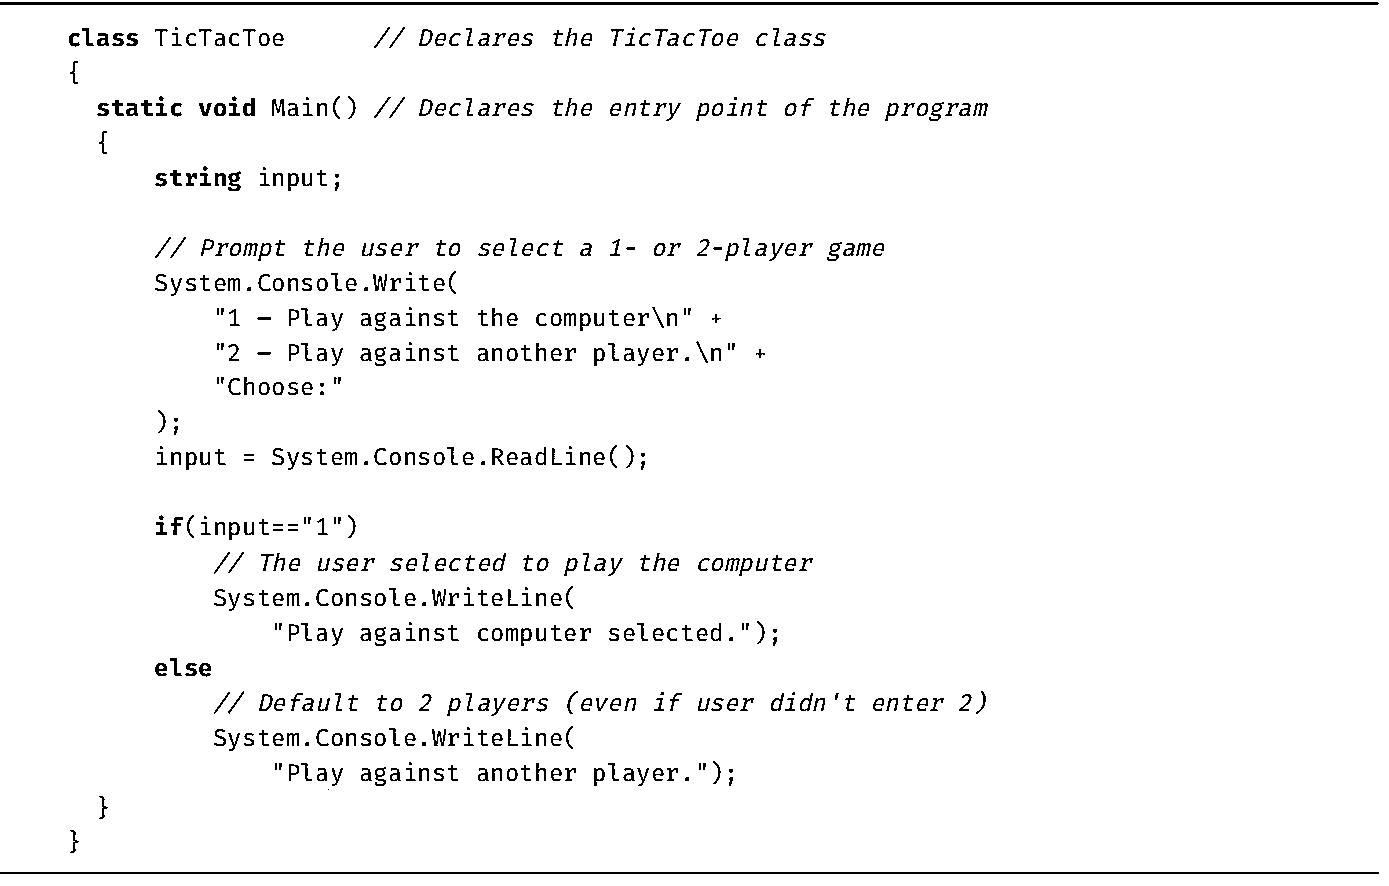 class TicTacToe      // Declares the TicTacToe class
{
  static void Main() // Declares the entry point of the program
  {
      string input;

      // Prompt the user to select a 1- or 2-player game
      System.Console.Write(
          "1 – Play against the computer\n" +
          "2 – Play against another player.\n" +
          "Choose:"
      );
      input = System.Console.ReadLine();

      if(input=="1")
          // The user selected to play the computer
          System.Console.WriteLine(
              "Play against computer selected.");
      else
          // Default to 2 players (even if user didn't enter 2)
          System.Console.WriteLine(
              "Play against another player.");
  }
}